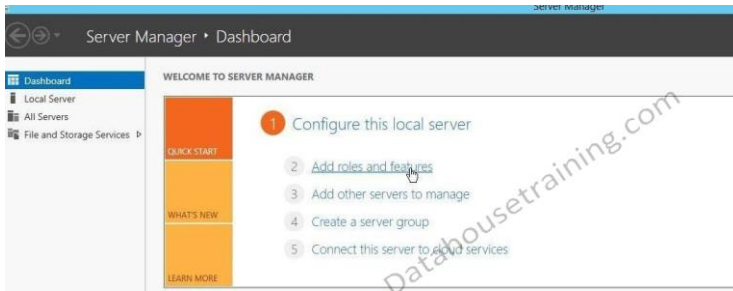 Server Manager
Server Manager • Dashboard
Dashboard
Local Server
All Servers
File and Storage Services
WELCOME TO SERVER MANAGER
QUICK START
WHAT'S NEW
LEARN MORE
1 Configure this local server
2 Add roles and features
3 Add other servers to manage
4 Create a server group
5 Connect this server to cloud services
Databousetraining.com